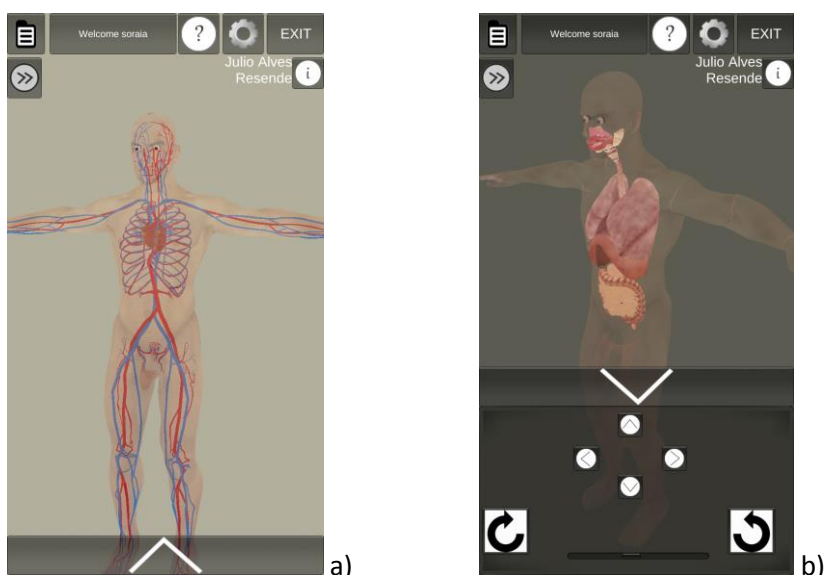 Welcome soraia
?
EXIT
Julio Alves
Resende
i
a)
Welcome soraia
?
EXIT
Julio Alves
Resende
i
b)